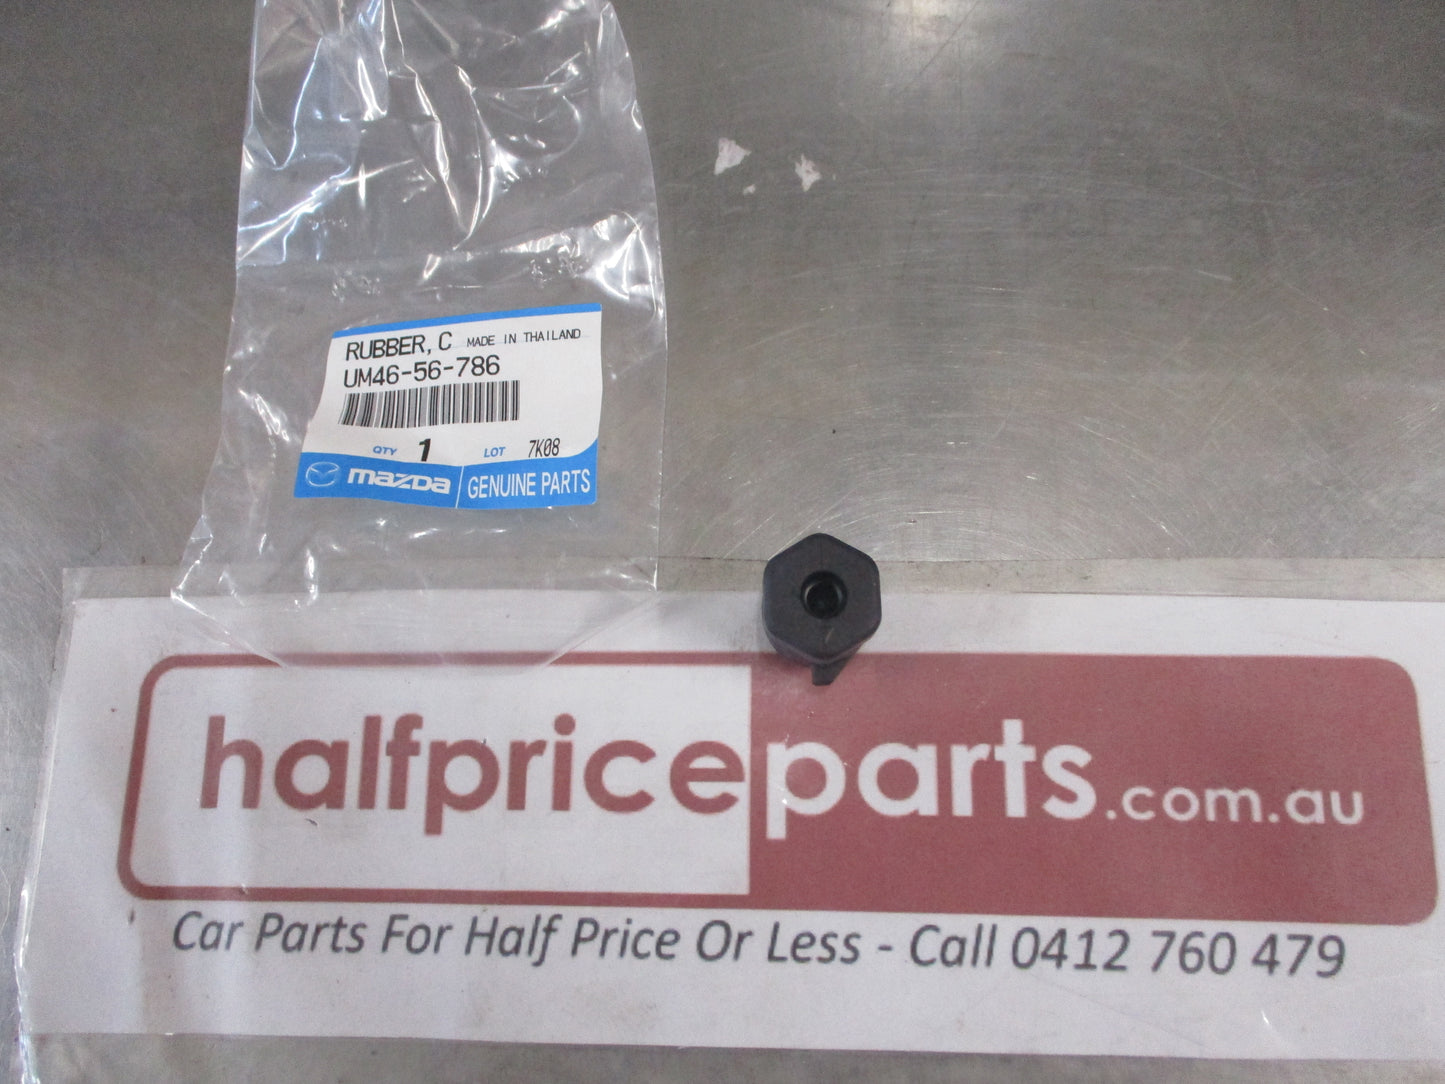 RUBBER, C MADE IN THAILAND
UM46-56-786
QTY 1 LOT 7K08
mazda GENUINE PARTS
halfpriceparts.com.au
Car Parts For Half Price Or Less - Call 0412 760 479